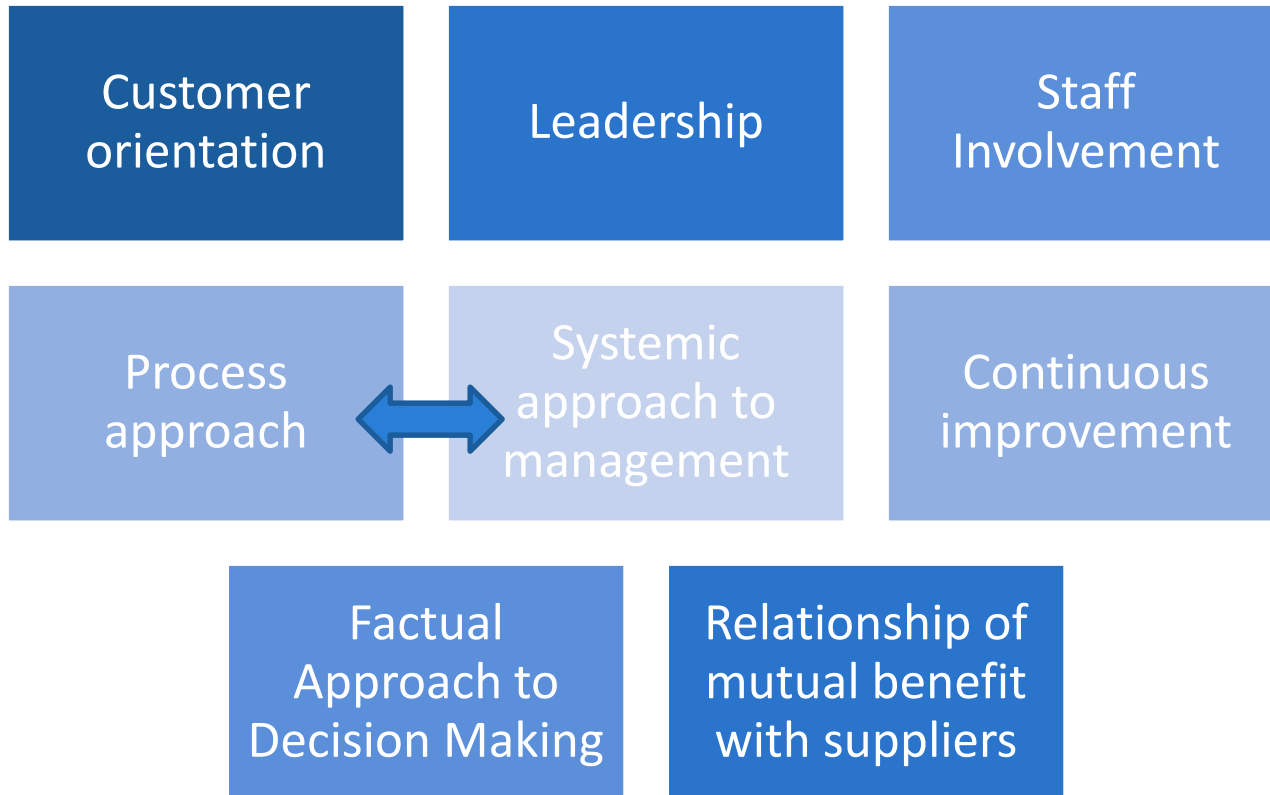 Customer
orientation
Leadership
Staff
Involvement
Process
approach
Systemic
approach to
management
Continuous
improvement
Factual
Approach to
Decision Making
Relationship of
mutual benefit
with suppliers